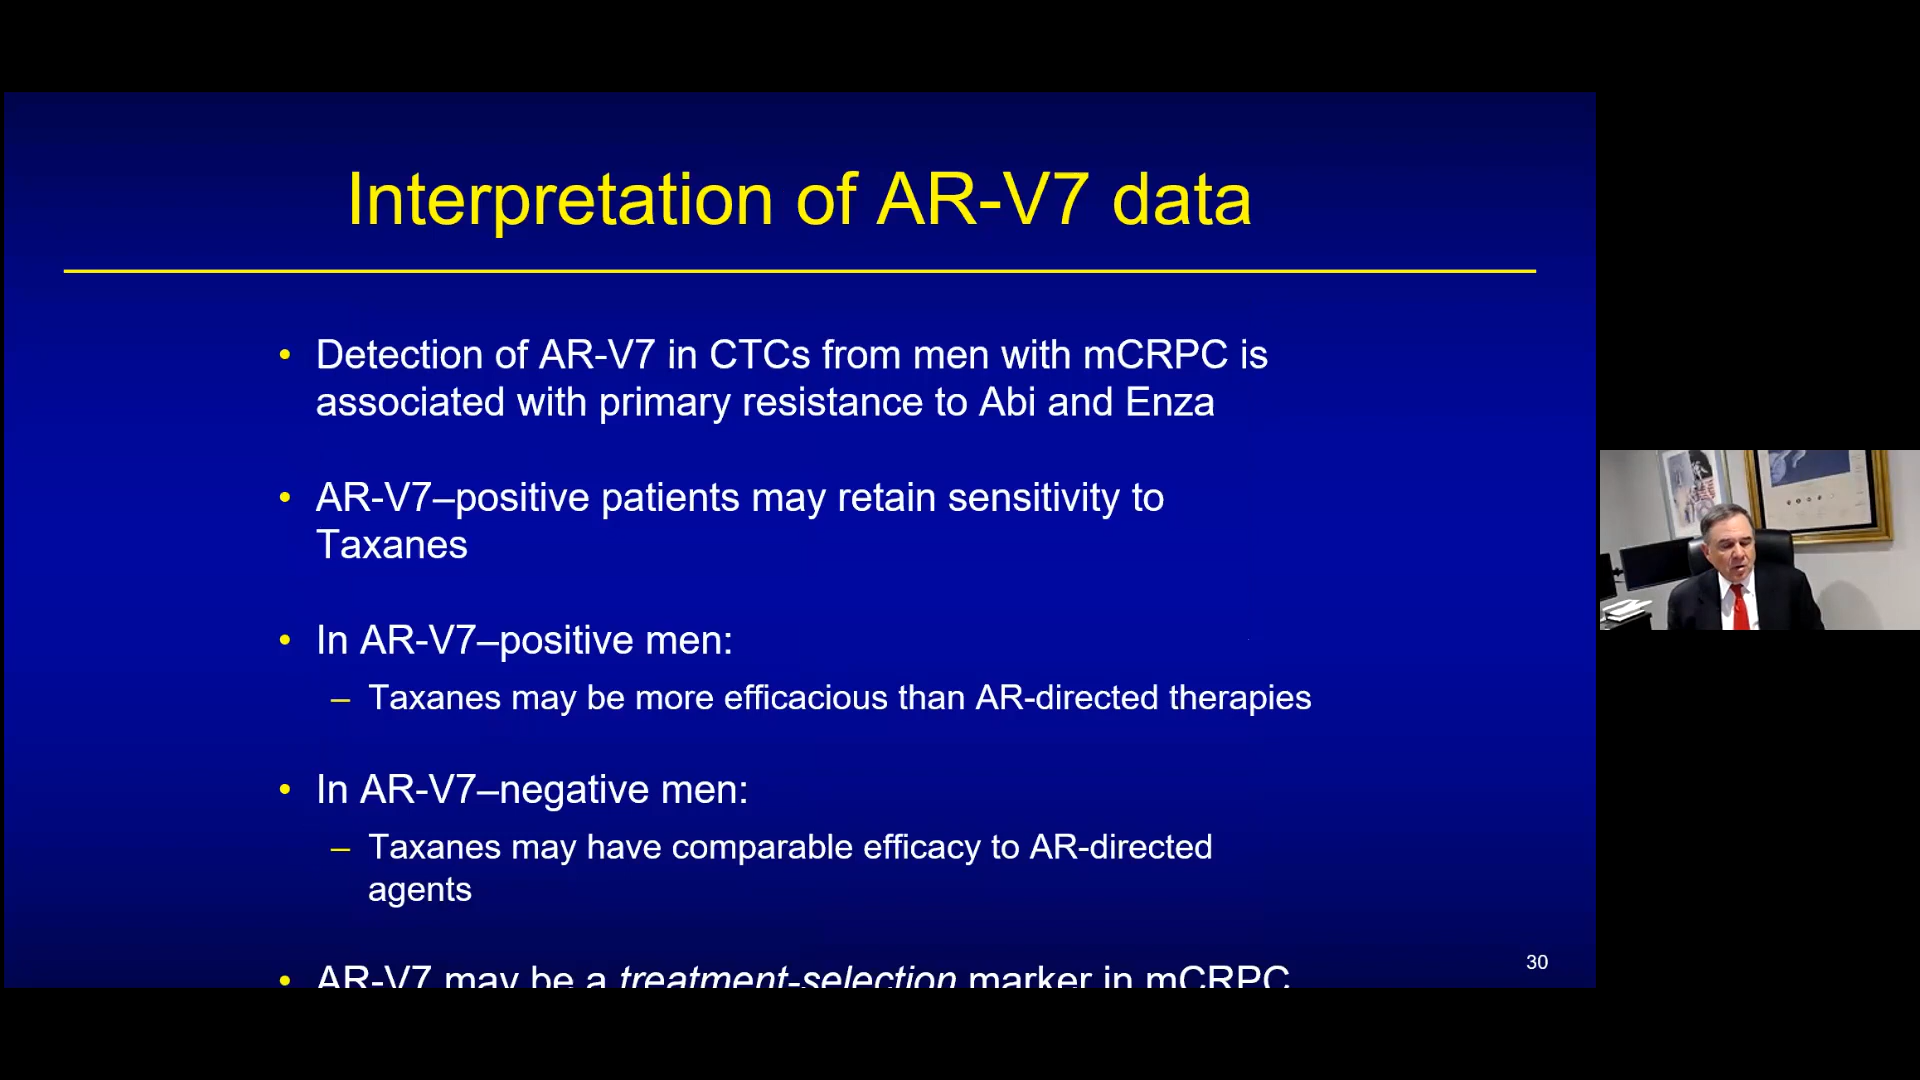 Interpretation of AR-V7 data
• Detection of AR-V7 in CTCs from men with mCRPC is
associated with primary resistance to Abi and Enza
• AR-V7–positive patients may retain sensitivity to
Taxanes
• In AR-V7–positive men:
– Taxanes may be more efficacious than AR-directed therapies
• In AR-V7–negative men:
– Taxanes may have comparable efficacy to AR-directed
agents
• AR-V7 may be a treatment-selection marker in mCRPC
30